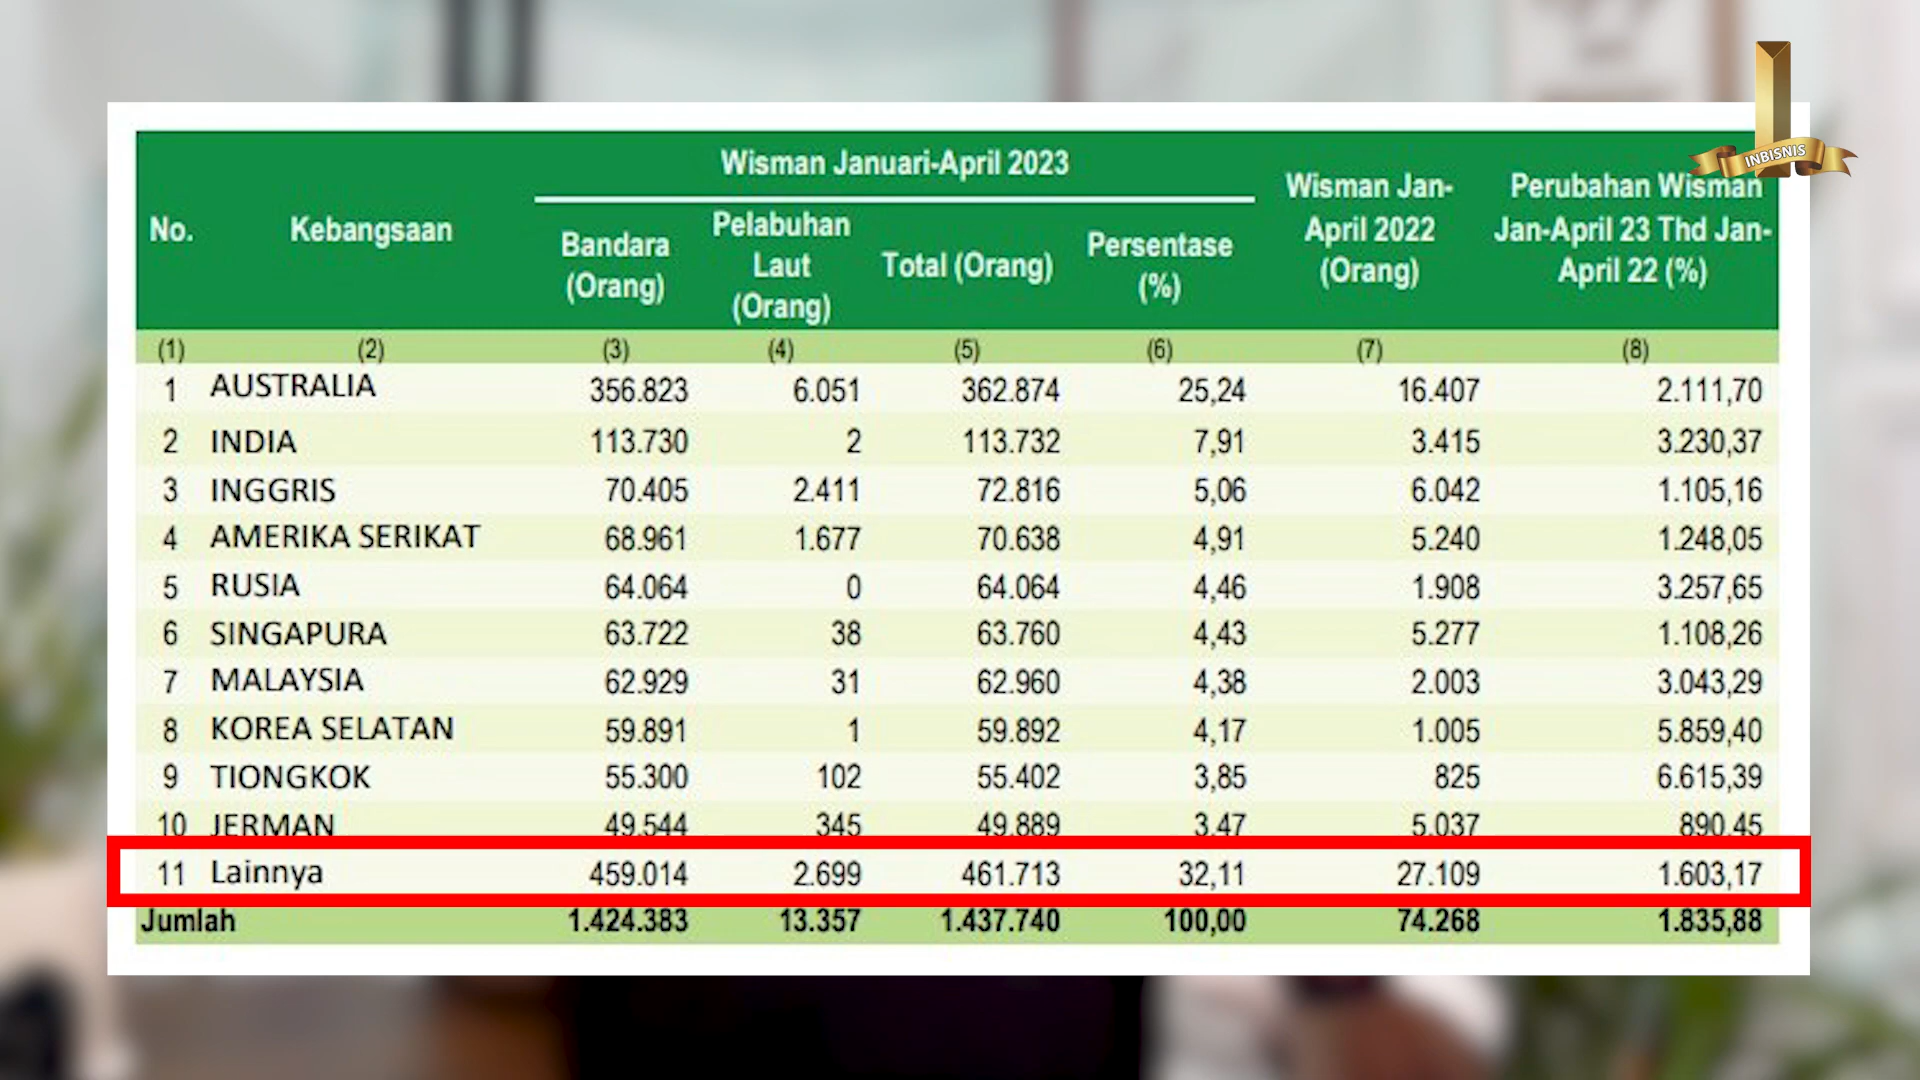 INBISNIS
Wisman Januari-April 2023
No.
Kebangsaan
Bandara
(Orang)
Pelabuhan
Laut
(Orang)
Total (Orang)
Persentase
(%)
Wisman Jan-
April 2022
(Orang)
Perubahan Wisman
Jan-April 23 Thd Jan-
April 22 (%)
(1) (2) (3) (4) (5) (6) (7) (8)
1 AUSTRALIA 356.823 6.051 362.874 25,24 16.407 2.111,70
2 INDIA 113.730 2 113.732 7,91 3.415 3.230,37
3 INGGRIS 70.405 2.411 72.816 5,06 6.042 1.105,16
4 AMERIKA SERIKAT 68.961 1.677 70.638 4,91 5.240 1.248,05
5 RUSIA 64.064 0 64.064 4,46 1.908 3.257,65
6 SINGAPURA 63.722 38 63.760 4,43 5.277 1.108,26
7 MALAYSIA 62.929 31 62.960 4,38 2.003 3.043,29
8 KOREA SELATAN 59.891 1 59.892 4,17 1.005 5.859,40
9 TIONGKOK 55.300 102 55.402 3,85 825 6.615,39
10 JERMAN 49.544 345 49.889 3,47 5.037 890,45
11 Lainnya 459.014 2.699 461.713 32,11 27.109 1.603,17
Jumlah 1.424.383 13.357 1.437.740 100,00 74.268 1.835,88